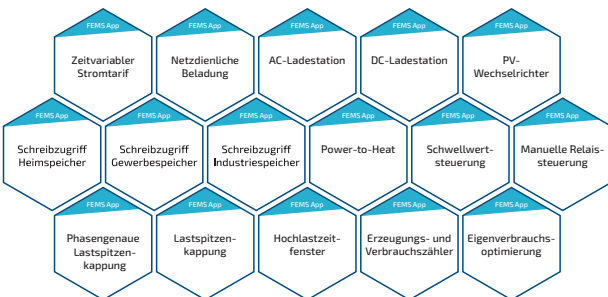 FEMS App
Zeitvariabler
Stromtarif
FEMS App
Netzdienliche
Beladung
FEMS App
AC-Ladestation
FEMS App
DC-Ladestation
FEMS App
PV-
Wechselrichter
FEMS App
Schreibzugriff
Heimspeicher
FEMS App
Schreibzugriff
Gewerbespeicher
FEMS App
Schreibzugriff
Industriespeicher
FEMS App
Power-to-Heat
FEMS App
Schwellwert-
steuerung
FEMS App
Manuelle Relais-
steuerung
FEMS App
Phasengenaue
Lastspitzen-
kappung
FEMS App
Lastspitzen-
kappung
FEMS App
Hochlastzeit-
fenster
FEMS App
Erzeugungs- und
Verbrauchszähler
FEMS App
Eigenverbrauchs-
optimierung